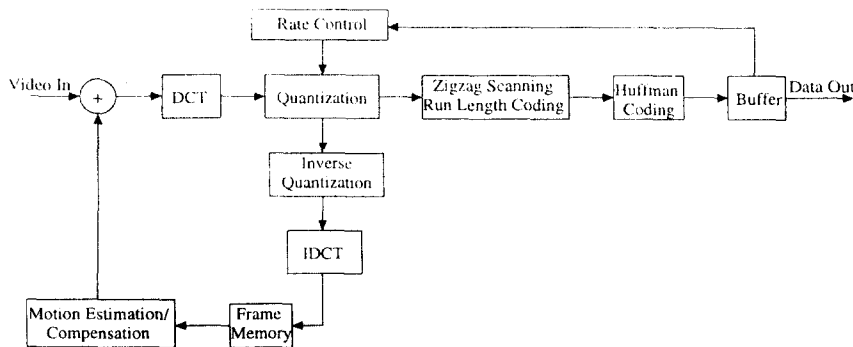 Rate Control
Video In
+
DCT
Quantization
Zigzag Scanning
Run Length Coding
Huffman
Coding
Buffer
Data Out
Inverse
Quantization
IDCT
Motion Estimation/
Compensation
Frame
Memory